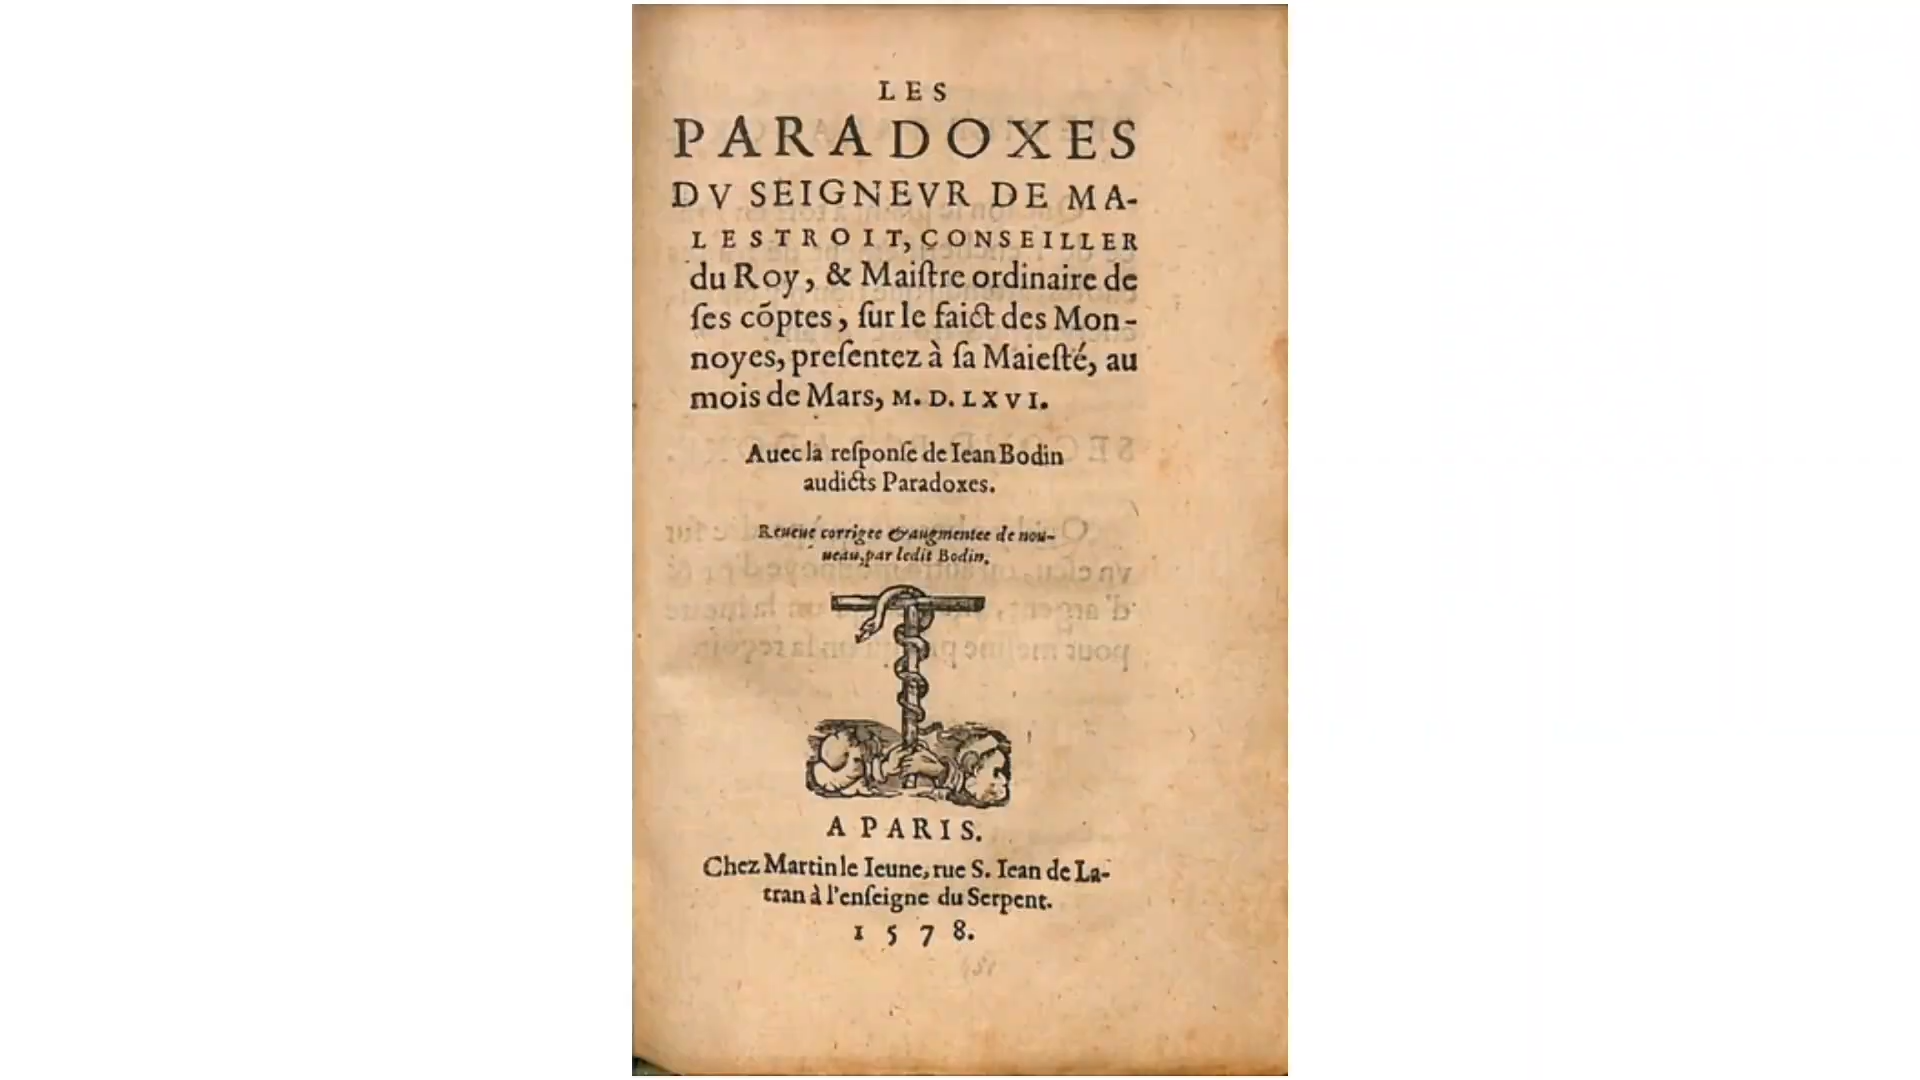 LES
PARADOXES
DV SEIGNEVR DE MA-
LESTROIT, CONSEILLER
du Roy, & Maiſtre ordinaire de
ſes cõptes, ſur le faict des Mon-
noyes, preſentez à ſa Maieſté, au
mois de Mars, M. D. LXVI.
Auec la reſponſe de Iean Bodin
audicts Paradoxes.
Reueuë corrigee & augmentee de nou-
ueau, par ledit Bodin.
A PARIS.
Chez Martin le Ieune, rue S. Iean de La-
tran à l'enſeigne du Serpent.
1578.